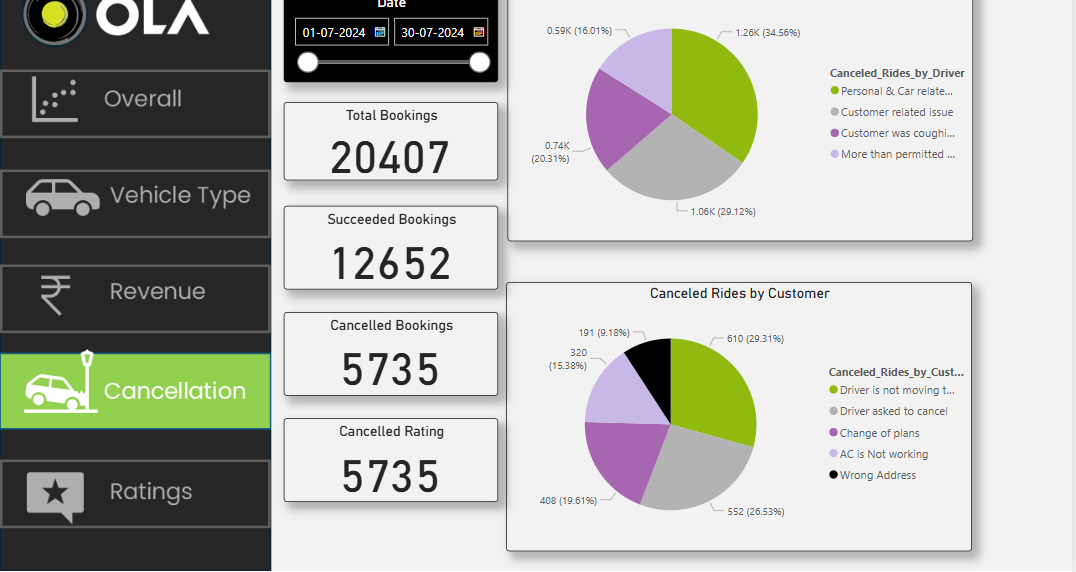 OLA
Overall
Vehicle Type
Revenue
Cancellation
Ratings
Date
01-07-2024
30-07-2024
Total Bookings
20407
Succeeded Bookings
12652
Cancelled Bookings
5735
Cancelled Rating
5735
0.59K (16.01%)
1.26K (34.56%)
0.74K
(20.31%)
1.06K (29.12%)
Canceled_Rides_by_Driver
Personal & Car relate...
Customer related issue
Customer was coughi...
More than permitted ...
Canceled Rides by Customer
191 (9.18%)
610 (29.31%)
320
(15.38%)
408 (19.61%)
552 (26.53%)
Canceled_Rides_by_Cust...
Driver is not moving t...
Driver asked to cancel
Change of plans
AC is Not working
Wrong Address